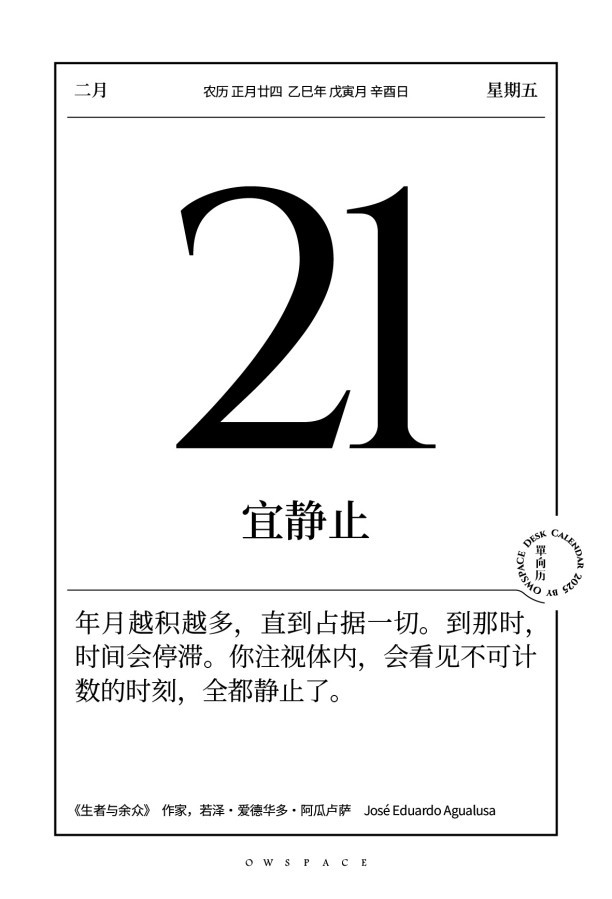 二月
农历 正月廿四 乙巳年 戊寅月 辛酉日
星期五
21
宜静止
DESK CALENDAR 2025 BY OWSPACE
單向历
年月越积越多，直到占据一切。到那时，
时间会停滞。你注视体内，会看见不可计
数的时刻，全都静止了。
《生者与余众》 作家，若泽·爱德华多·阿瓜卢萨 José Eduardo Agualusa
OWSPACE